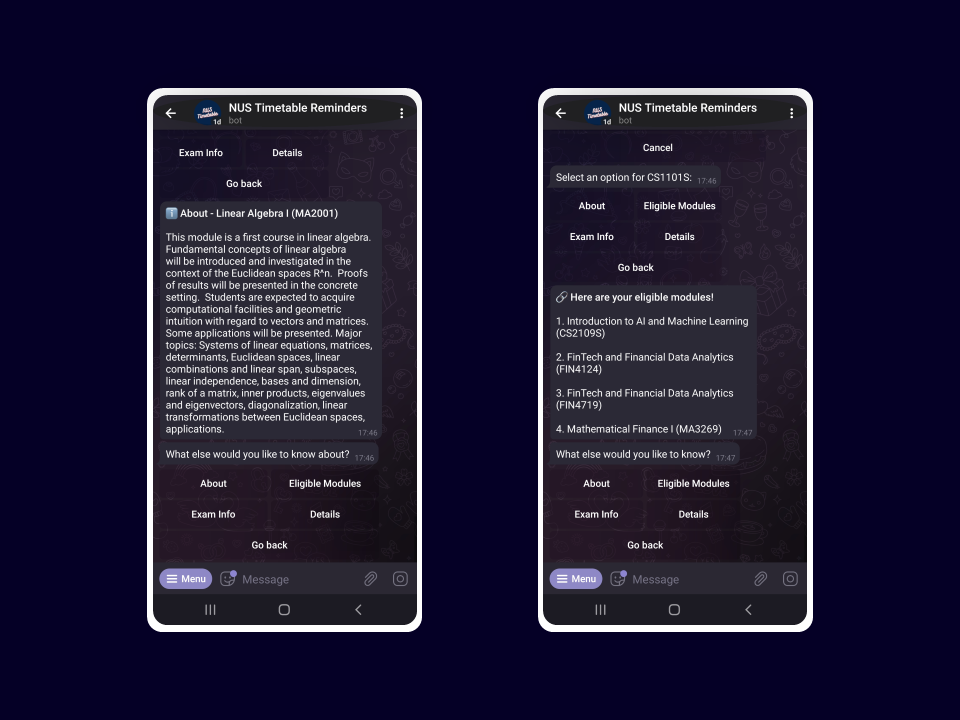 NUS Timetable Reminders
NUS
Timetable
1d
bot
Exam Info
Details
Go back
About - Linear Algebra I (MA2001)
This module is a first course in linear algebra.
Fundamental concepts of linear algebra
will be introduced and investigated in the
context of the Euclidean spaces R^n.  Proofs
of results will be presented in the concrete
setting.  Students are expected to acquire
computational facilities and geometric
intuition with regard to vectors and matrices.
Some applications will be presented. Major
topics: Systems of linear equations, matrices,
determinants, Euclidean spaces, linear
combinations and linear span, subspaces,
linear independence, bases and dimension,
rank of a matrix, inner products, eigenvalues
and eigenvectors, diagonalization, linear
transformations between Euclidean spaces,
applications.
17:46
What else would you like to know about? 17:46
About
Eligible Modules
Exam Info
Details
Go back
Menu
Message
NUS Timetable Reminders
NUS
Timetable
1d
bot
Cancel
Select an option for CS1101S: 17:46
About
Eligible Modules
Exam Info
Details
Go back
Here are your eligible modules!
1. Introduction to AI and Machine Learning
(CS2109S)
2. FinTech and Financial Data Analytics
(FIN4124)
3. FinTech and Financial Data Analytics
(FIN4719)
4. Mathematical Finance I (MA3269) 17:47
What else would you like to know? 17:47
About
Eligible Modules
Exam Info
Details
Go back
Menu
Message